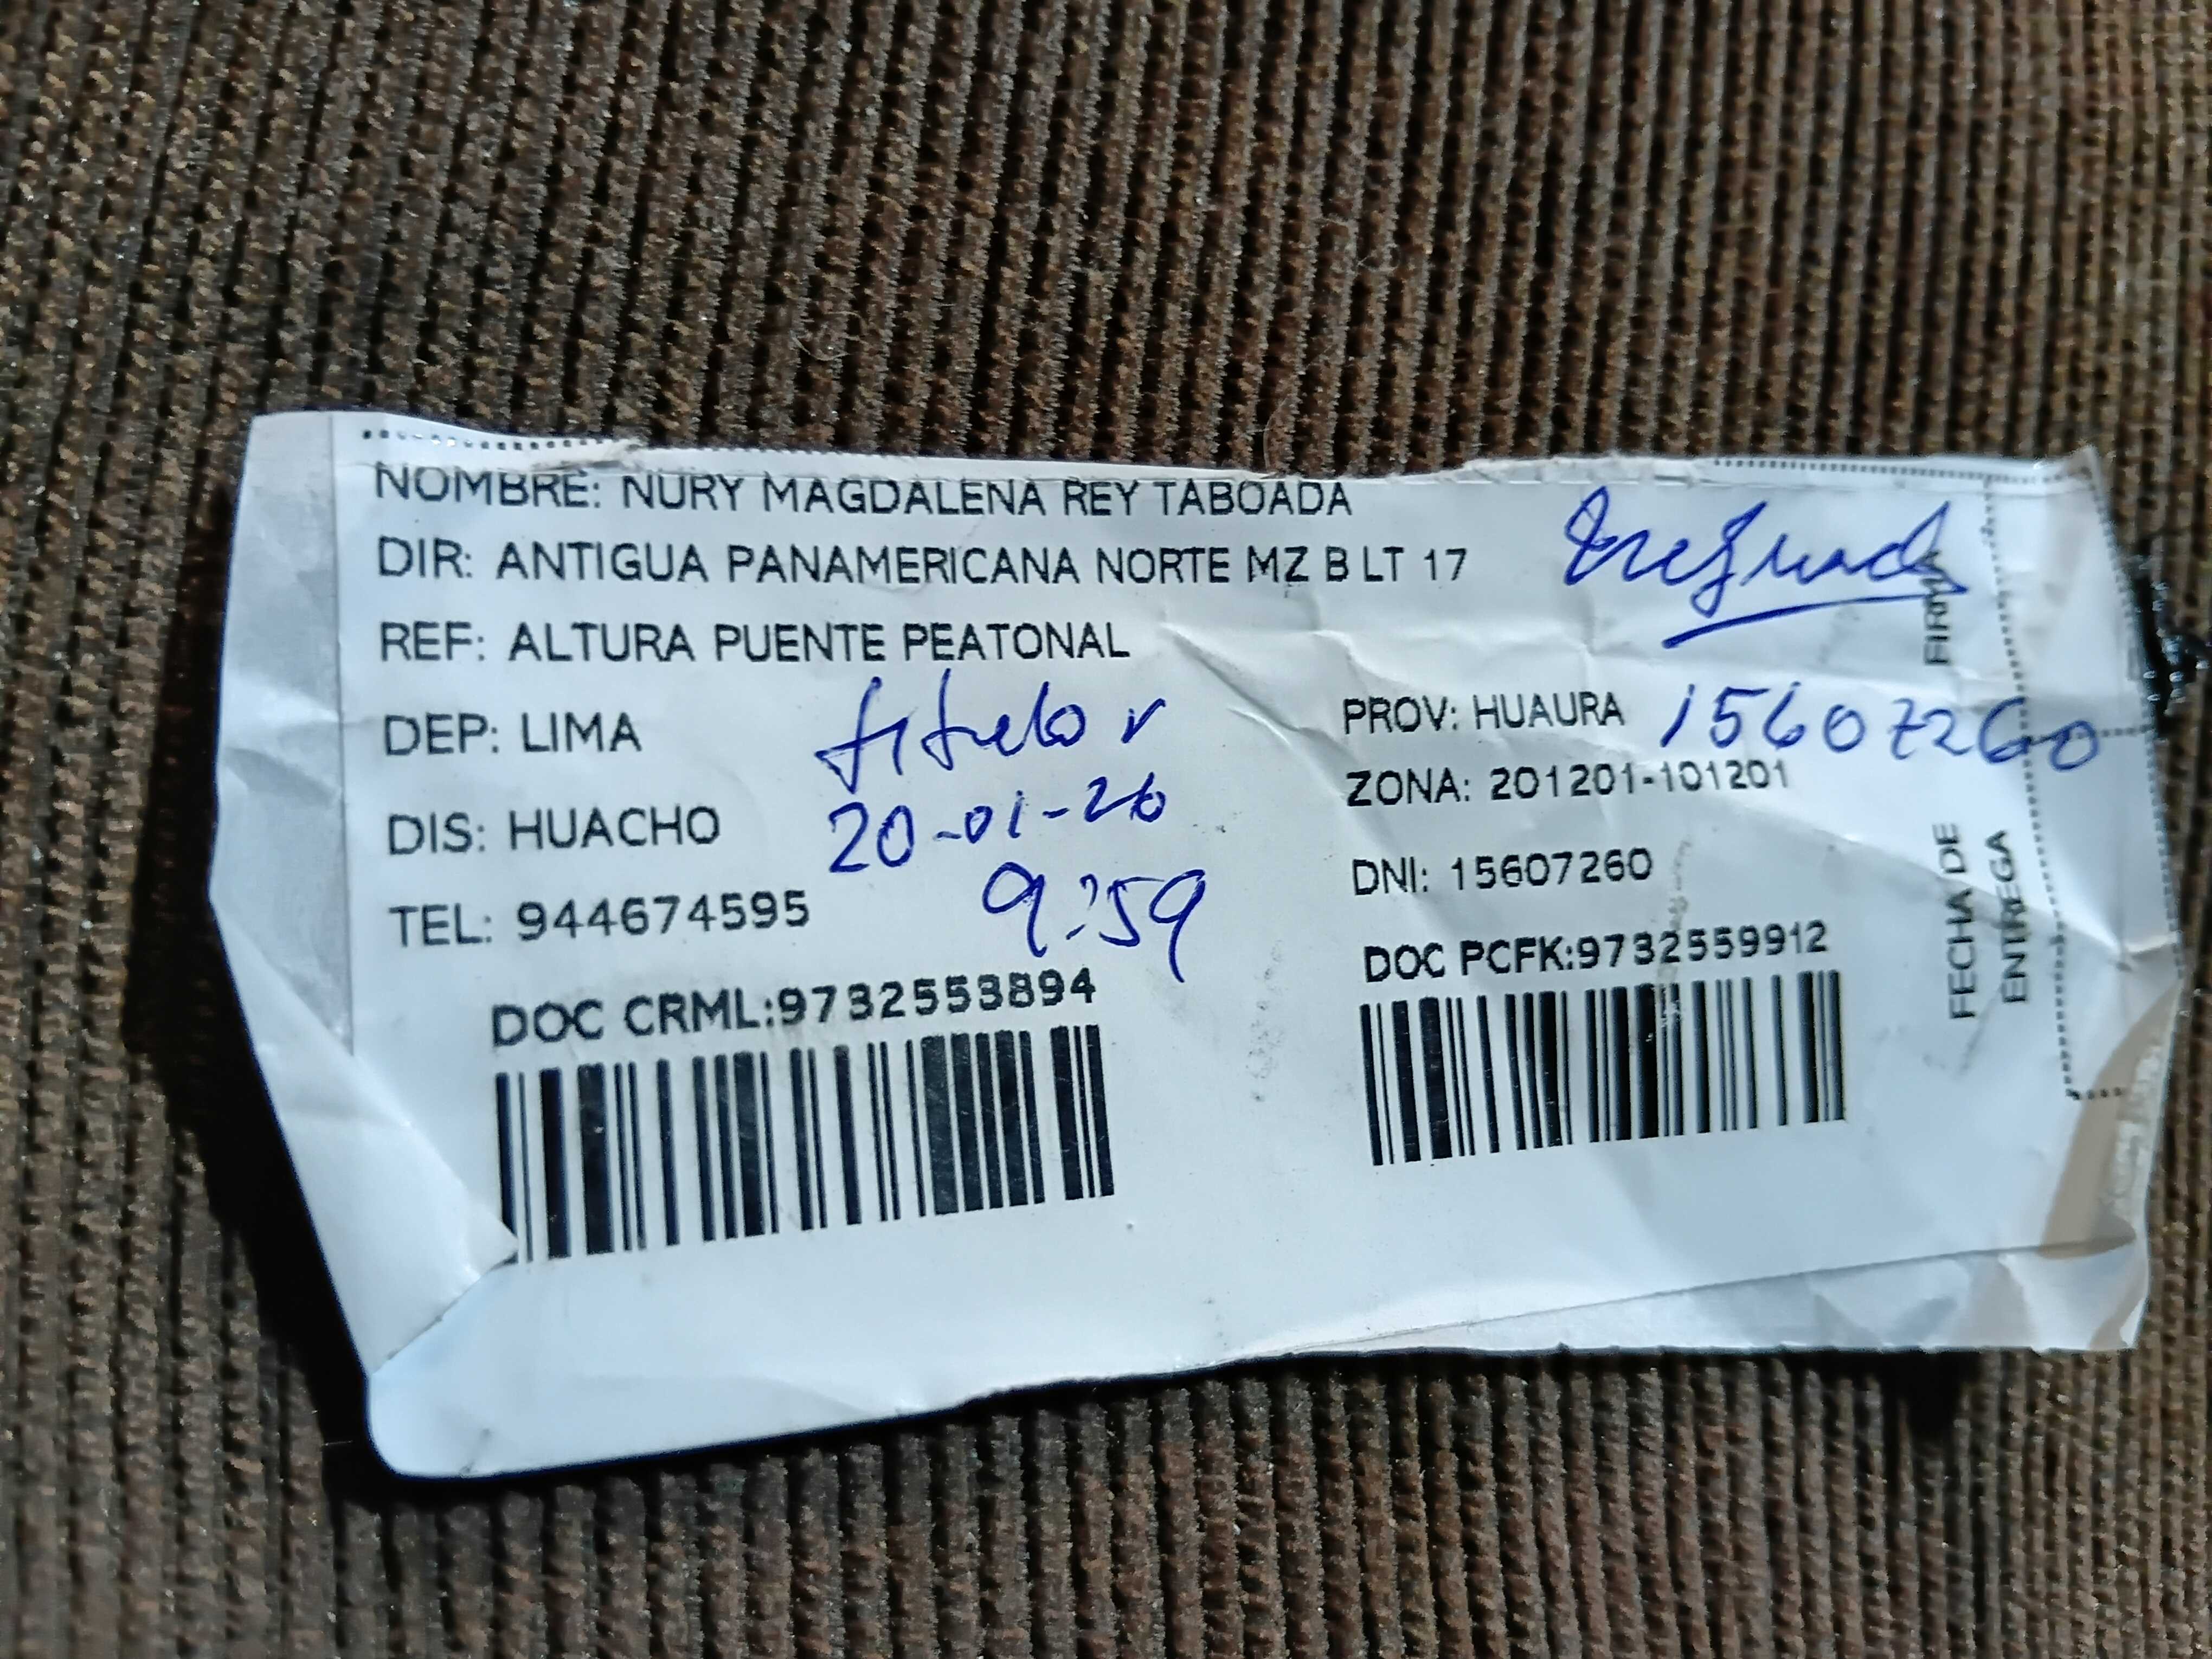 NOMBRE: NURY MAGDALENA REY TABOADA
DIR: ANTIGUA PANAMERICANA NORTE MZ B LT 17
REF: ALTURA PUENTE PEATONAL
FIRMA
DEP: LIMA
titular
PROV: HUAURA
15607260
DIS: HUACHO
20-01-26
ZONA: 201201-101201
TEL: 944674595
9:59
DNI: 15607260
FECHA DE
ENTREGA
DOC CRML:9732553894
DOC PCFK:9732559912